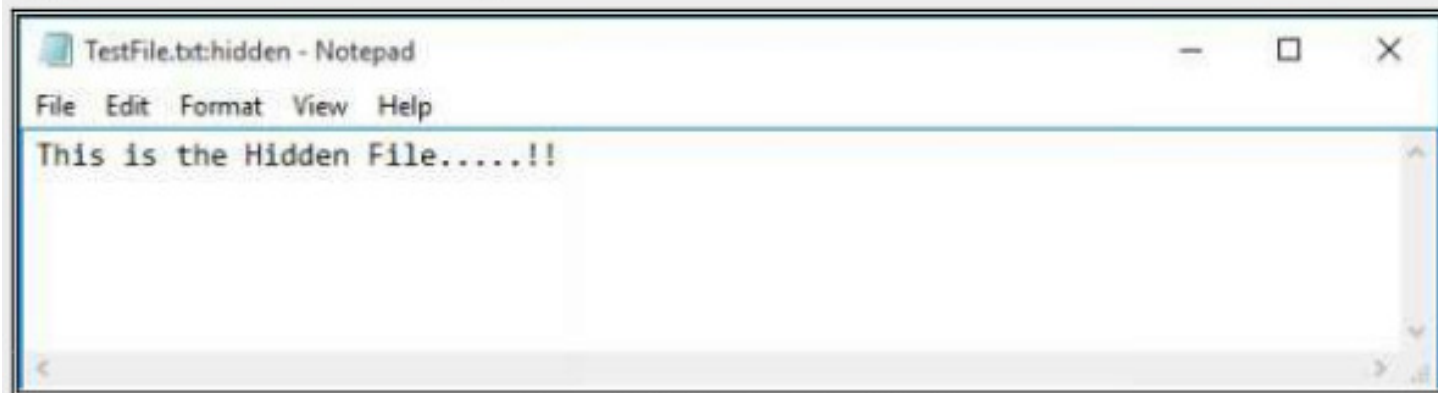 TestFile.txt:hidden - Notepad
File Edit Format View Help
This is the Hidden File.....!!